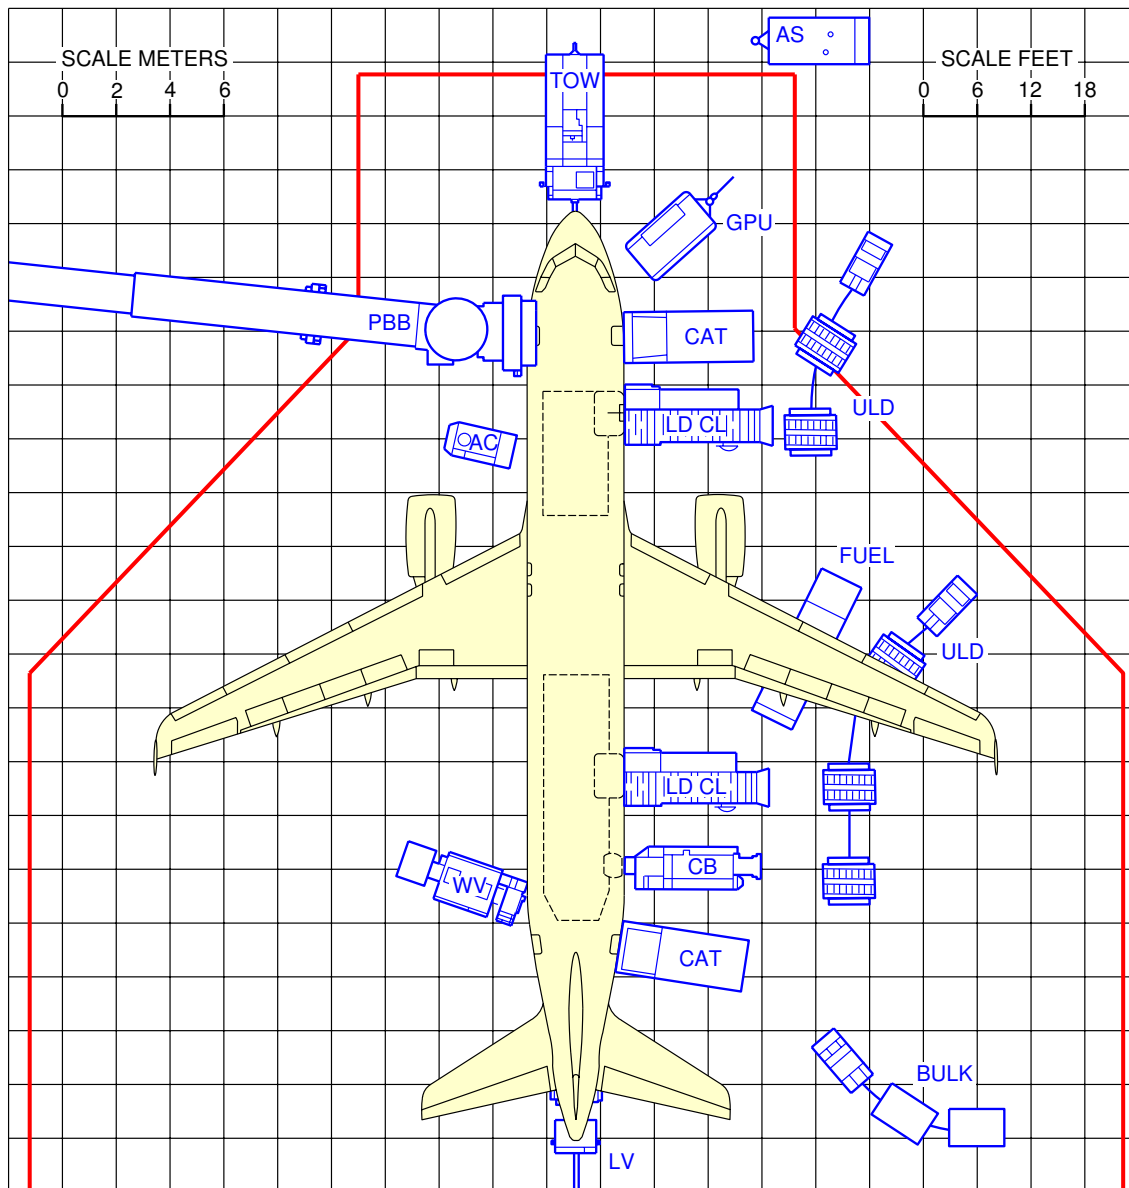 AS
SCALE METERS
0 2 4 6
SCALE FEET
0 6 12 18
TOW
GPU
PBB
CAT
ULD
LD CL
AC
FUEL
ULD
LD CL
CB
WV
CAT
BULK
LV